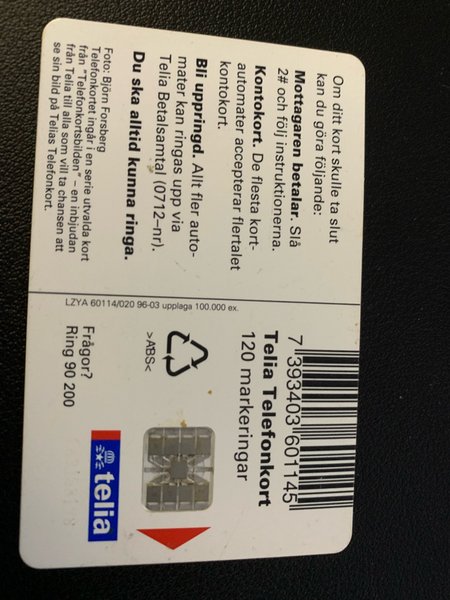 Om ditt kort skulle ta slut
kan du göra följande:
Mottagaren betalar. Slå
2# och följ instruktionerna.
Kontokort. De flesta kort-
automater accepterar flertalet
kontokort.
Bli uppringd. Allt fler auto-
mater kan ringas upp via
Telia Betalsamtal (0712–nr).
Du ska alltid kunna ringa.
Foto: Björn Forsberg
Telefonkortet ingår i en serie utvalda kort
från "Telefonkortsbilden" – en inbjudan
från Telia till alla som vill ta chansen att
se sin bild på Telias Telefonkort.
LZYA 60114/020 96-03 upplaga 100.000 ex.
7 393403 601145
Telia Telefonkort
120 markeringar
>ABS<
Frågor?
Ring 90 200
telia